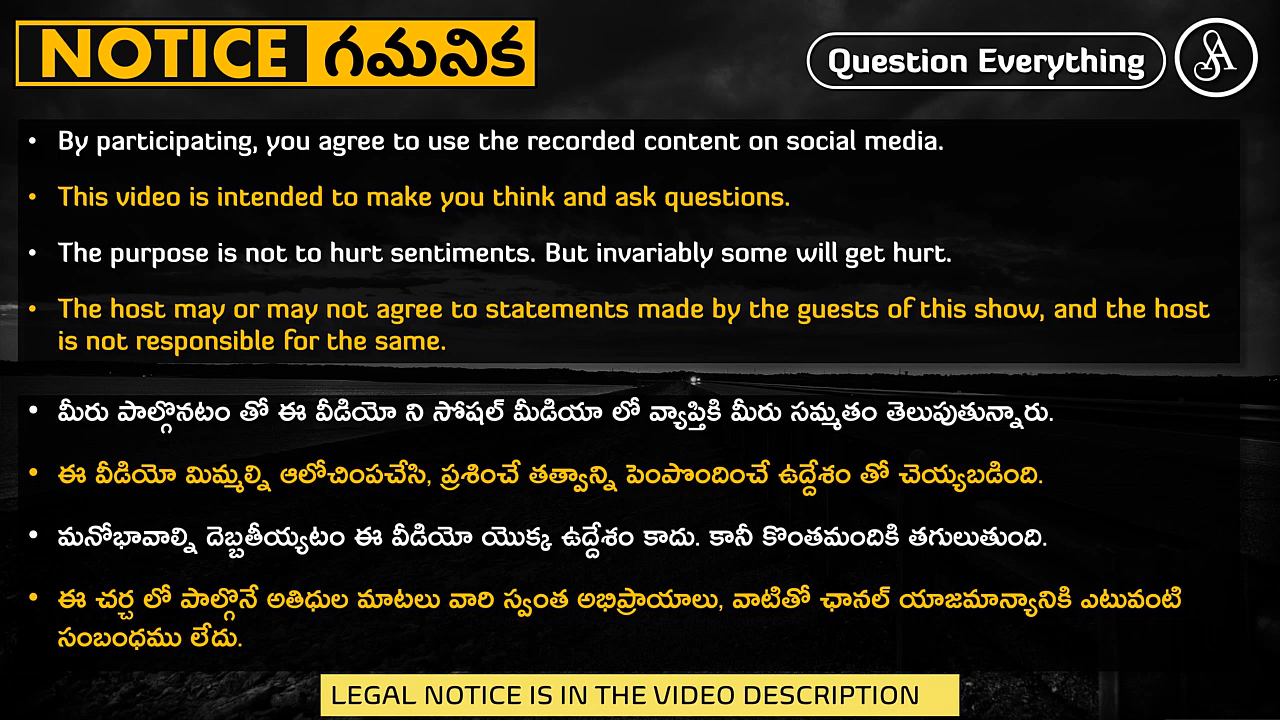 NOTICE గమనిక
Question Everything
• By participating, you agree to use the recorded content on social media.
• This video is intended to make you think and ask questions.
• The purpose is not to hurt sentiments. But invariably some will get hurt.
• The host may or may not agree to statements made by the guests of this show, and the host
is not responsible for the same.
• మీరు పాల్గొనటం తో ఈ వీడియో ని సోషల్ మీడియా లో వ్యాప్తికి మీరు సమ్మతం తెలుపుతున్నారు.
• ఈ వీడియో మిమ్మల్ని ఆలోచింపచేసి, ప్రశించే తత్వాన్ని పెంపొందించే ఉద్దేశం తో చెయ్యబడింది.
• మనోభావాల్ని దెబ్బతీయ్యటం ఈ వీడియో యొక్క ఉద్దేశం కాదు. కానీ కొంతమందికి తగులుతుంది.
• ఈ చర్చ లో పాల్గొనే అతిధుల మాటలు వారి స్వంత అభిప్రాయాలు, వాటితో ఛానల్ యాజమాన్యానికి ఎటువంటి
సంబంధము లేదు.
LEGAL NOTICE IS IN THE VIDEO DESCRIPTION